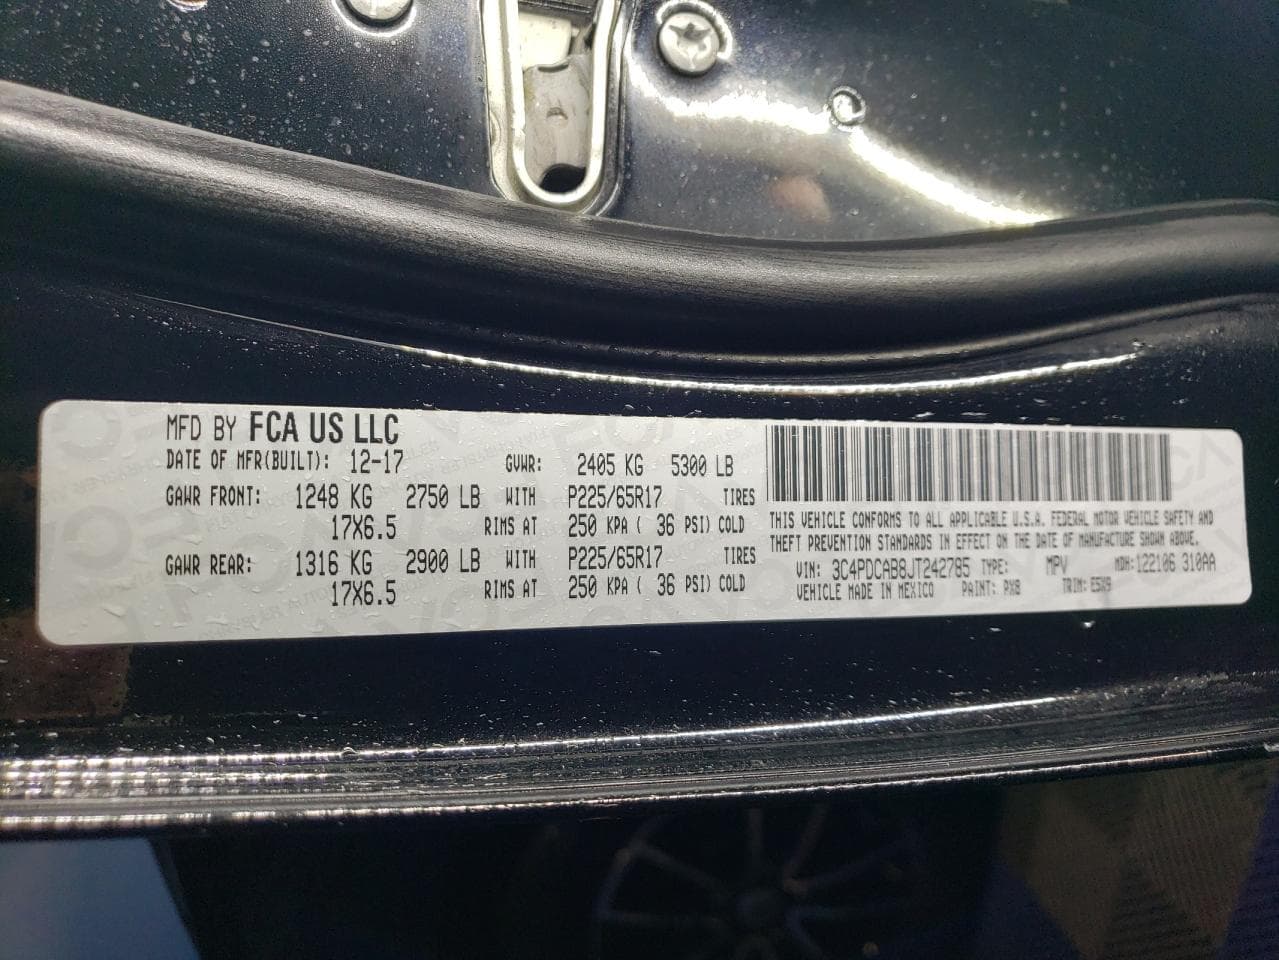 MFD BY FCA US LLC
DATE OF MFR(BUILT): 12-17 GVWR: 2405 KG 5300 LB
GAWR FRONT: 1248 KG 2750 LB WITH P225/65R17 TIRES
17X6.5 RIMS AT 250 KPA ( 36 PSI) COLD
GAWR REAR: 1316 KG 2900 LB WITH P225/65R17 TIRES
17X6.5 RIMS AT 250 KPA ( 36 PSI) COLD
THIS VEHICLE CONFORMS TO ALL APPLICABLE U.S.A. FEDERAL MOTOR VEHICLE SAFETY AND
THEFT PREVENTION STANDARDS IN EFFECT ON THE DATE OF MANUFACTURE SHOWN ABOVE.
VIN: 3C4PDCAB8JT242785 TYPE: MPV MDH:122106 310AA
VEHICLE MADE IN MEXICO PAINT: PX8 TRIM: E5X9